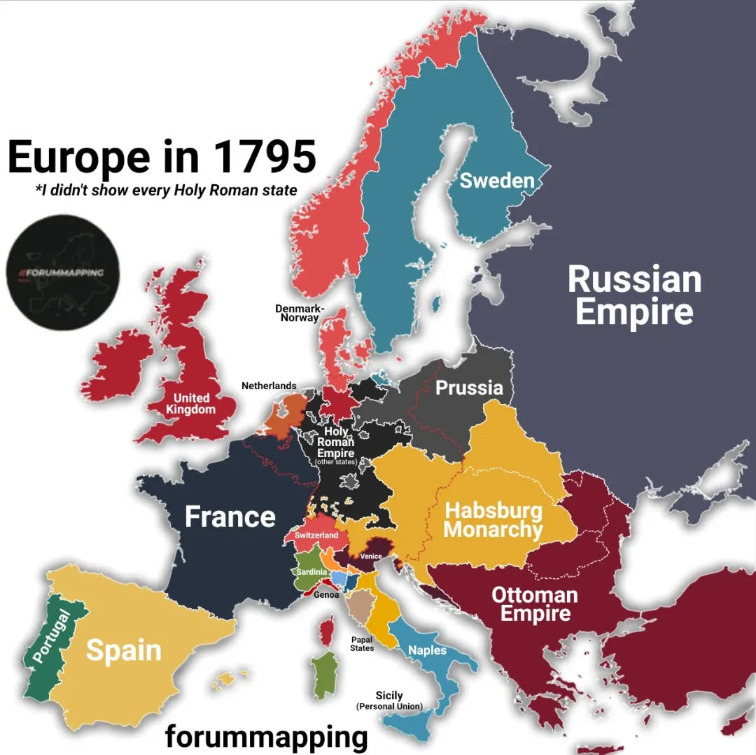 Europe in 1795
*I didn't show every Holy Roman state
#FORUMMAPPING
Sweden
Russian
Empire
Denmark-
Norway
United
Kingdom
Netherlands
Prussia
Holy
Roman
Empire
(other states)
France
Habsburg
Monarchy
Switzerland
Venice
Sardinia
Genoa
Ottoman
Empire
Portugal
Spain
Papal
States
Naples
Sicily
(Personal Union)
forummapping